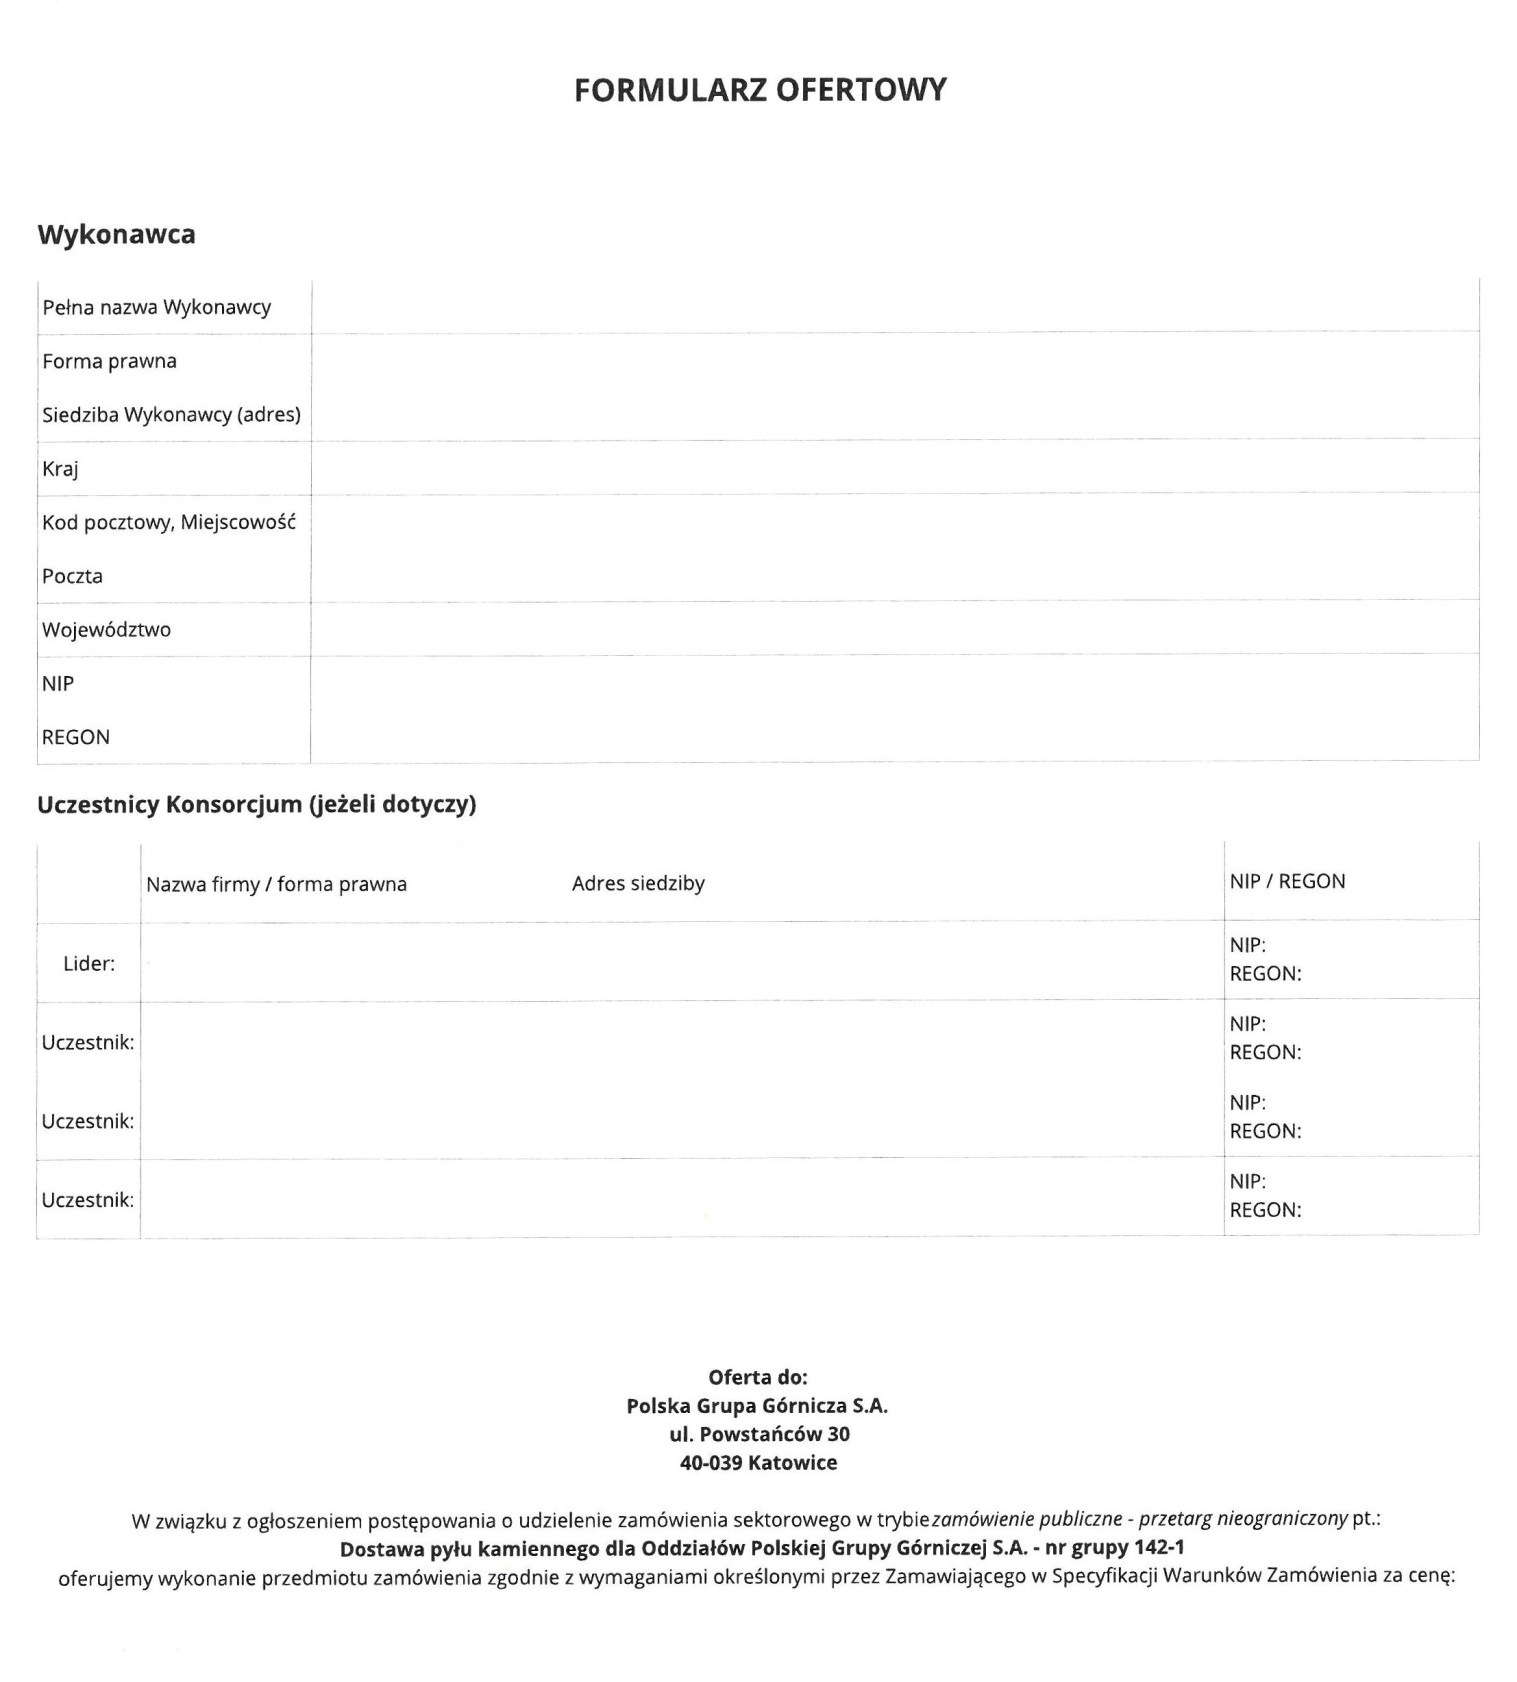 FORMULARZ OFERTOWY
Wykonawca
Pełna nazwa Wykonawcy
Forma prawna
Siedziba Wykonawcy (adres)
Kraj
Kod pocztowy, Miejscowość
Poczta
Województwo
NIP
REGON
Uczestnicy Konsorcjum (jeżeli dotyczy)
Nazwa firmy / forma prawna Adres siedziby NIP / REGON
Lider:
NIP:
REGON:
Uczestnik:
NIP:
REGON:
Uczestnik:
NIP:
REGON:
Uczestnik:
NIP:
REGON:
Oferta do:
Polska Grupa Górnicza S.A.
ul. Powstańców 30
40-039 Katowice
W związku z ogłoszeniem postępowania o udzielenie zamówienia sektorowego w trybie zamówienie publiczne - przetarg nieograniczony pt.:
Dostawa pyłu kamiennego dla Oddziałów Polskiej Grupy Górniczej S.A. - nr grupy 142-1
oferujemy wykonanie przedmiotu zamówienia zgodnie z wymaganiami określonymi przez Zamawiającego w Specyfikacji Warunków Zamówienia za cenę: